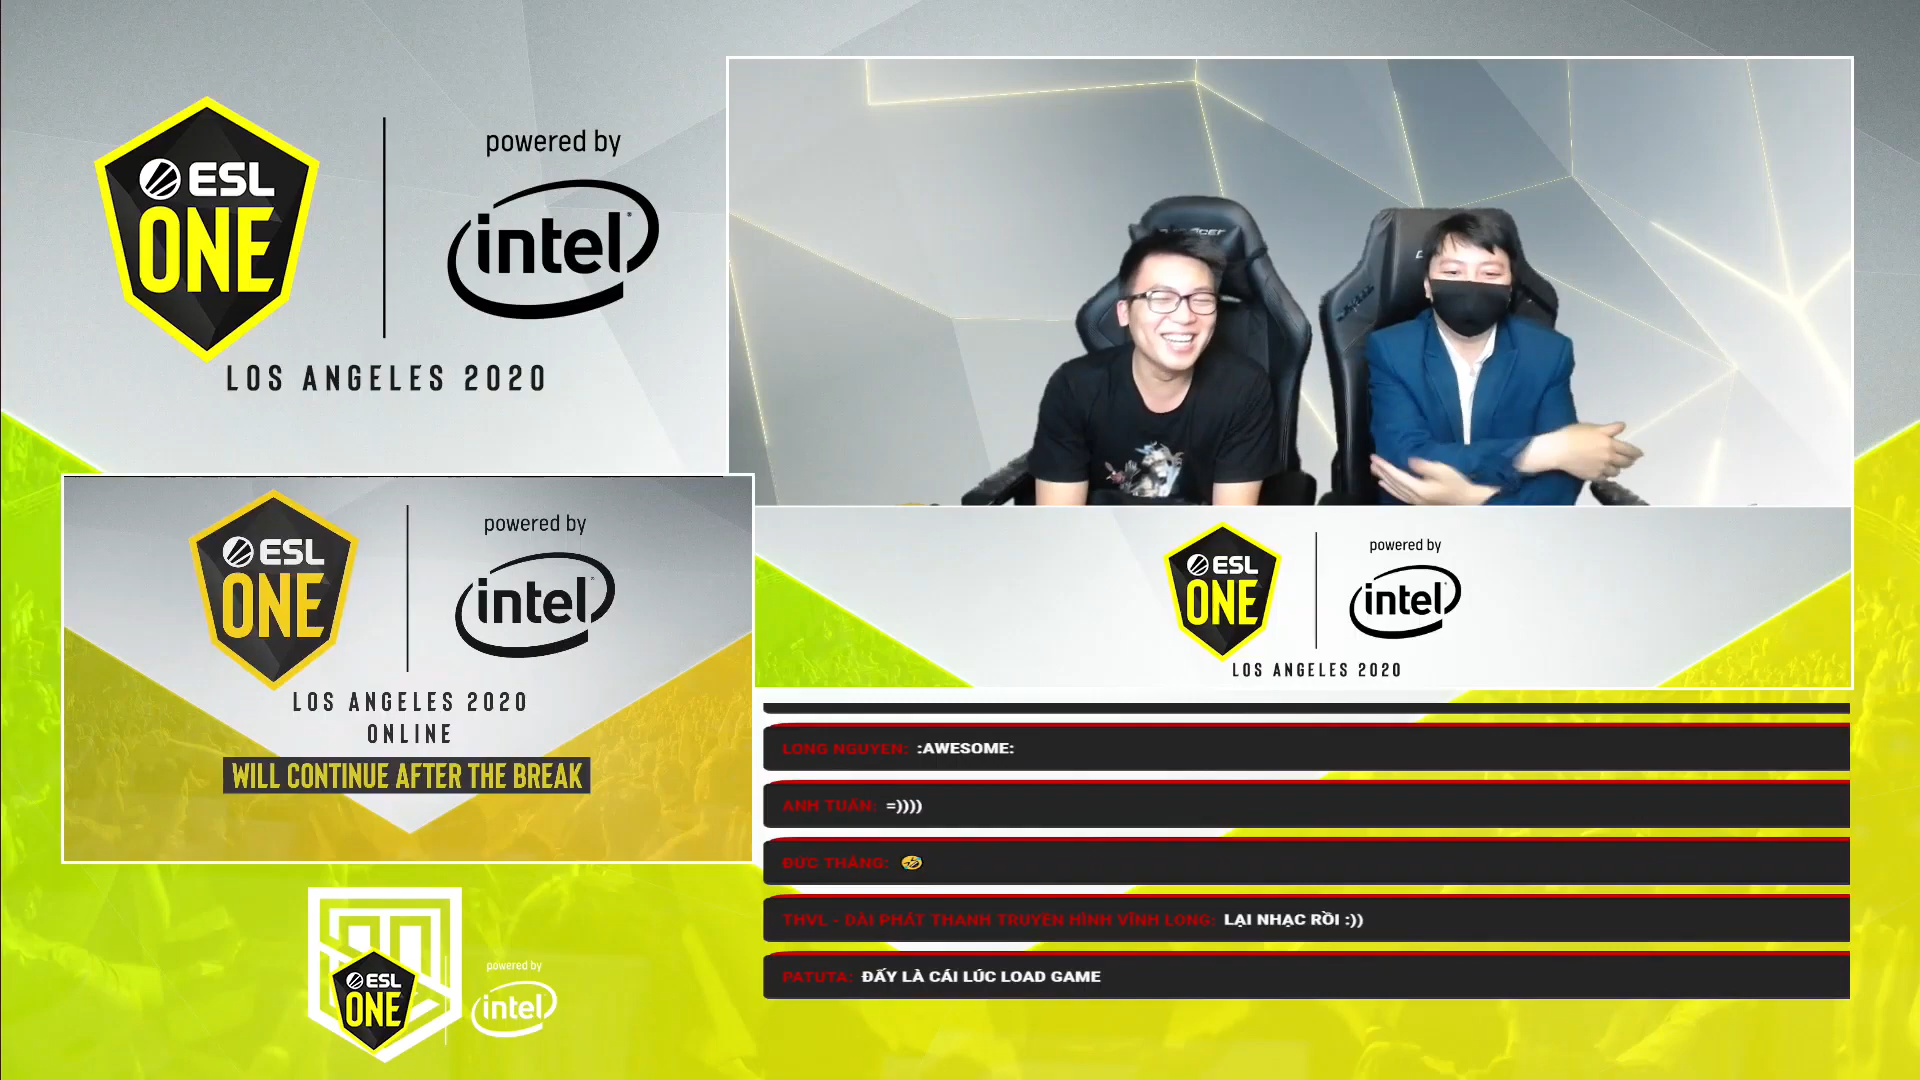 ESL
ONE
powered by
intel
LOS ANGELES 2020
ESL
ONE
powered by
intel
LOS ANGELES 2020
ONLINE
WILL CONTINUE AFTER THE BREAK
ESL
ONE
powered by
intel
LOS ANGELES 2020
LONG NGUYEN: :AWESOME:
ANH TUẤN: =))))
ĐỨC THẮNG: 🤣
THVL - ĐÀI PHÁT THANH TRUYỀN HÌNH VĨNH LONG: LẠI NHẠC RỒI :))
PATUTA: ĐẤY LÀ CÁI LÚC LOAD GAME
ESL
ONE
powered by
intel